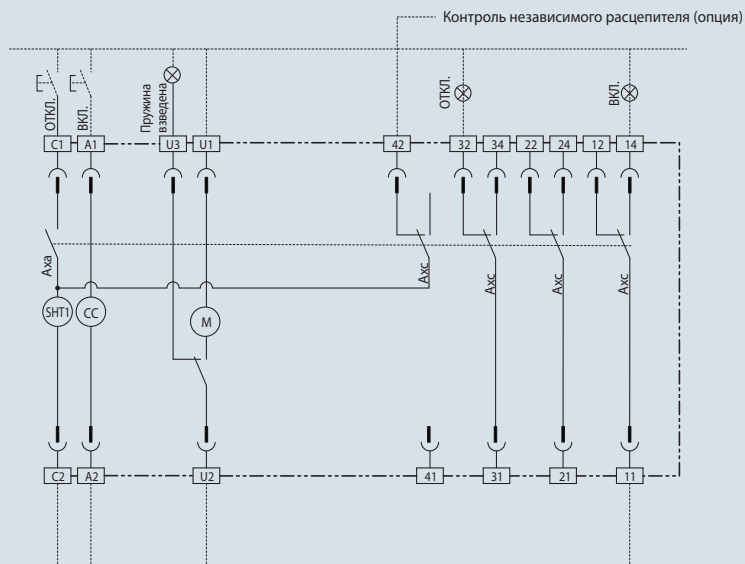 Контроль независимого расцепителя (опция)
ОТКЛ.
ВКЛ.
Пружина
взведена
ОТКЛ.
ВКЛ.
C1 A1 U3 U1 42 32 34 22 24 12 14
Axa
Axc
Axc
Axc
Axc
SHT1 CC M
C2 A2 U2 41 31 21 11